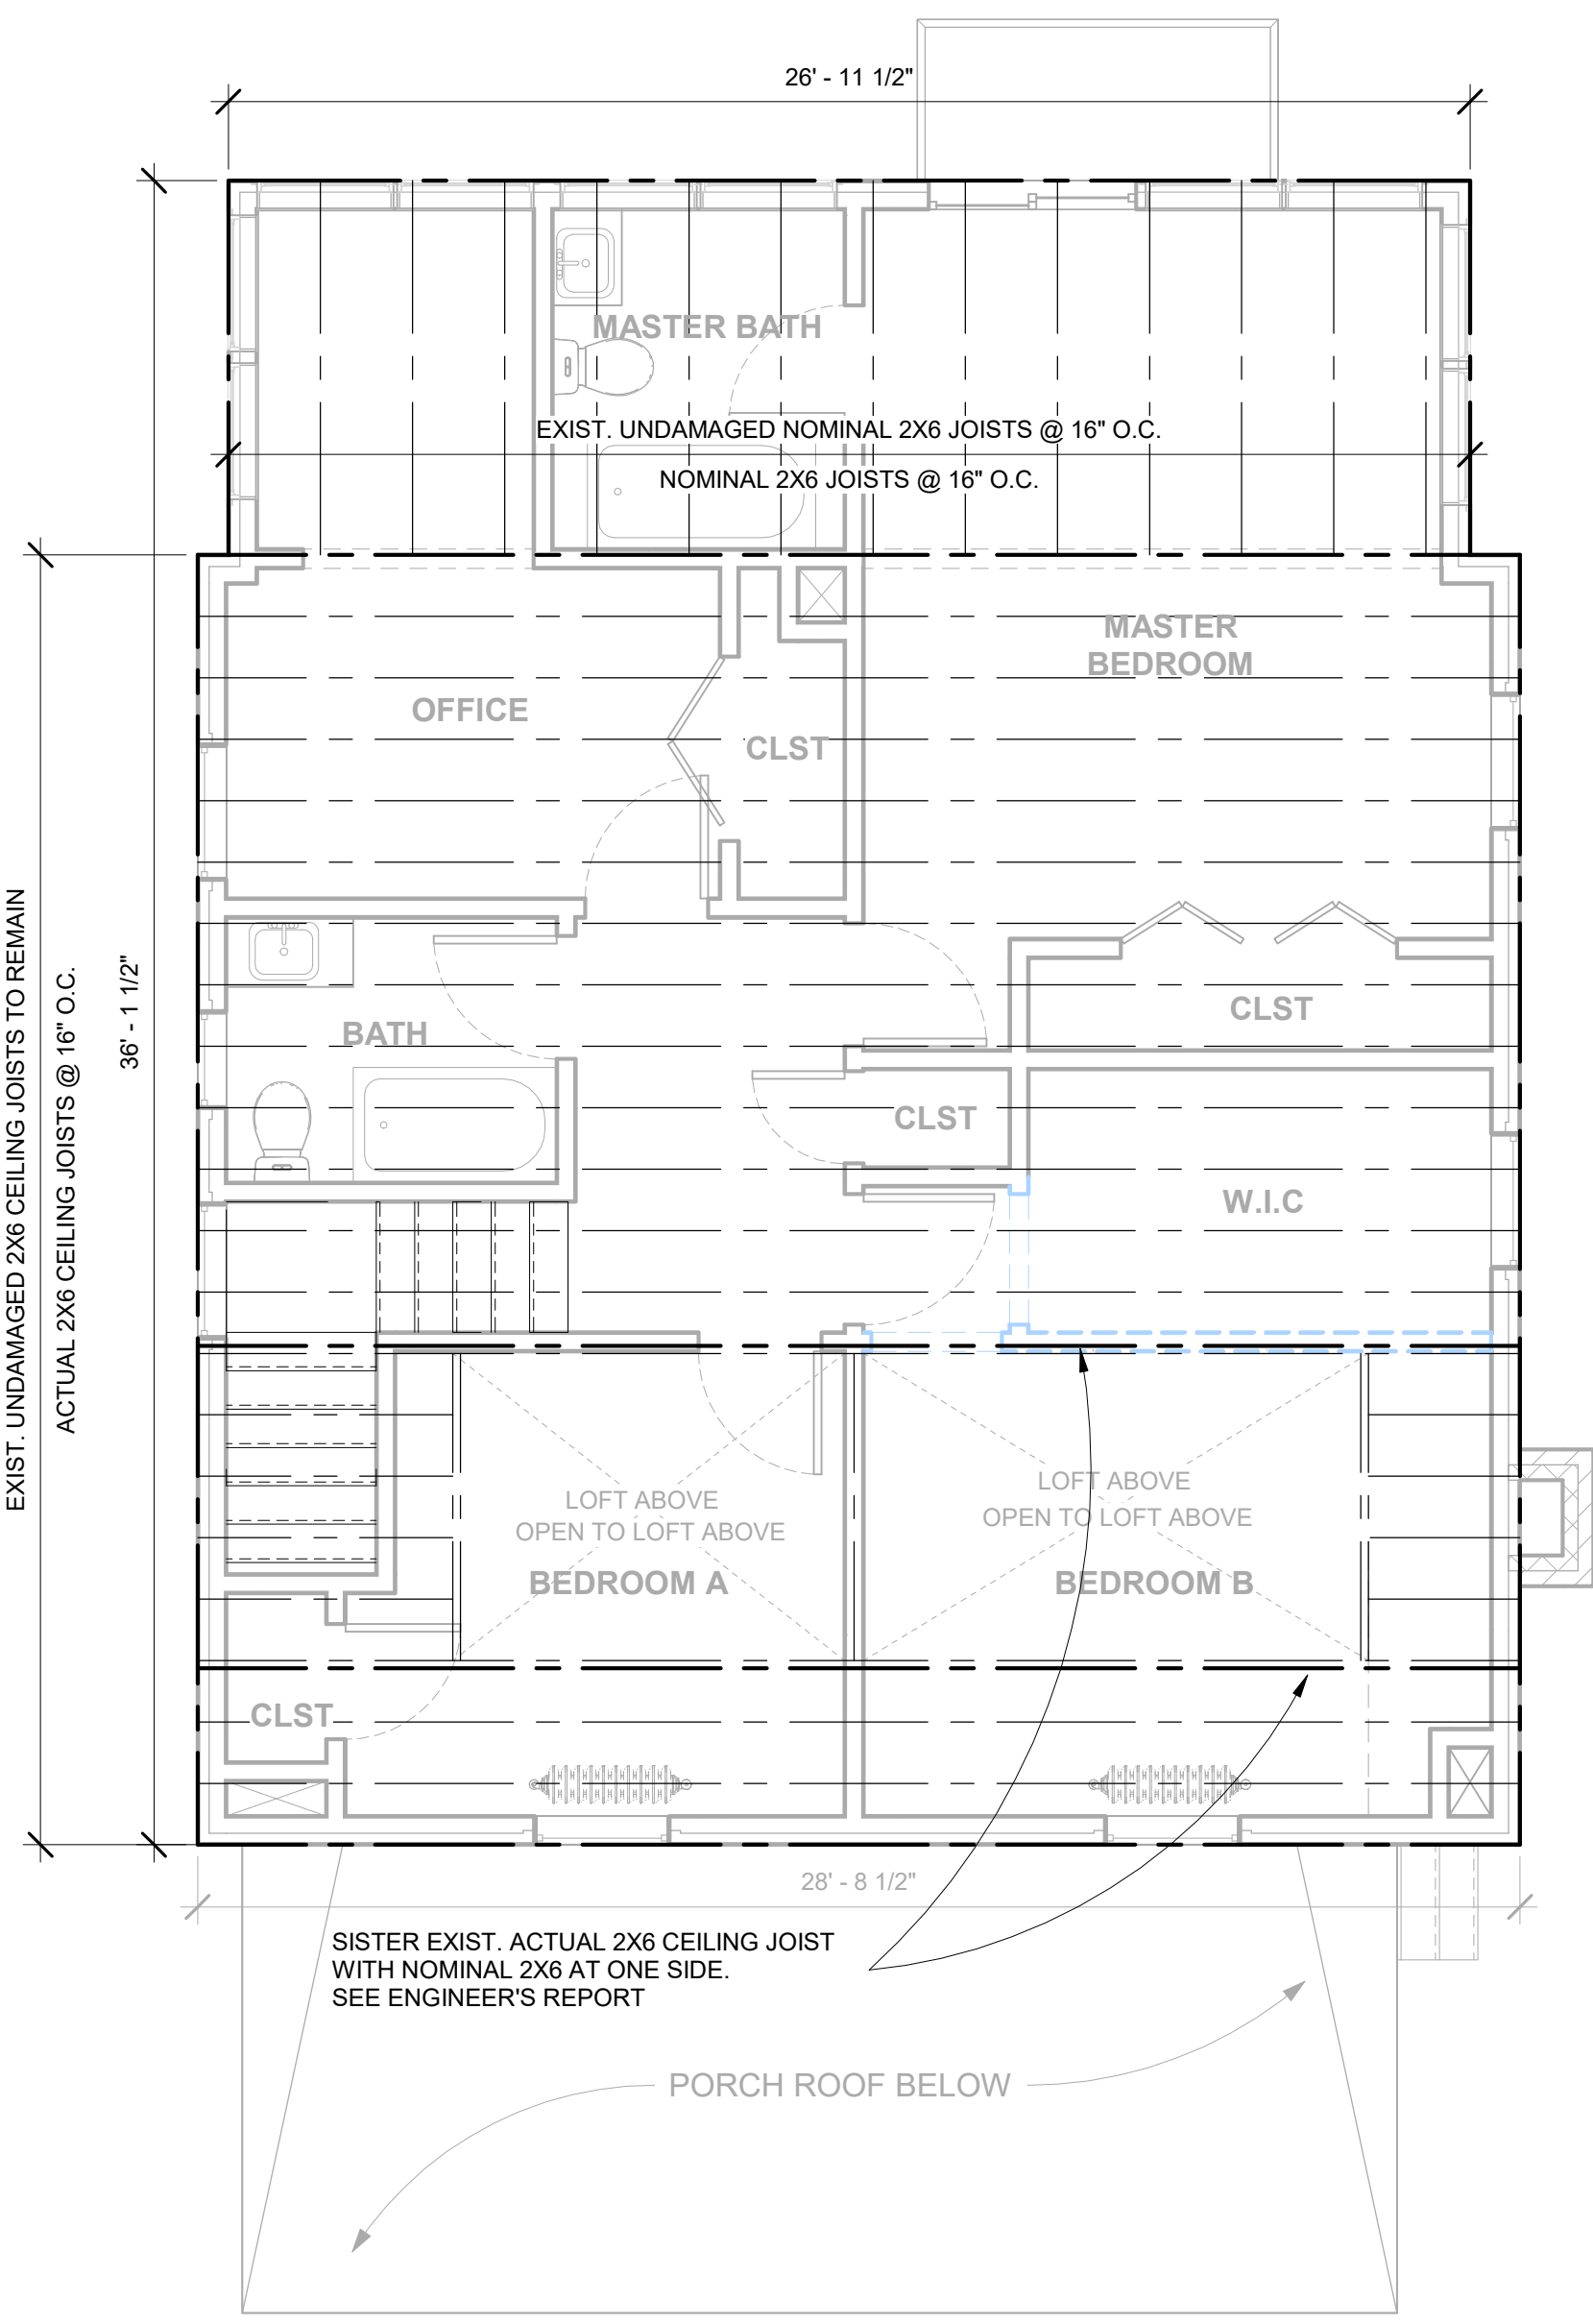 26' - 11 1/2"
MASTER BATH
EXIST. UNDAMAGED NOMINAL 2X6 JOISTS @ 16" O.C.
NOMINAL 2X6 JOISTS @ 16" O.C.
MASTER
BEDROOM
OFFICE
CLST
EXIST. UNDAMAGED 2X6 CEILING JOISTS TO REMAIN
ACTUAL 2X6 CEILING JOISTS @ 16" O.C.
36' - 1 1/2"
CLST
BATH
CLST
W.I.C
LOFT ABOVE
OPEN TO LOFT ABOVE
BEDROOM A
LOFT ABOVE
OPEN TO LOFT ABOVE
BEDROOM B
CLST
28' - 8 1/2"
SISTER EXIST. ACTUAL 2X6 CEILING JOIST
WITH NOMINAL 2X6 AT ONE SIDE.
SEE ENGINEER'S REPORT
PORCH ROOF BELOW